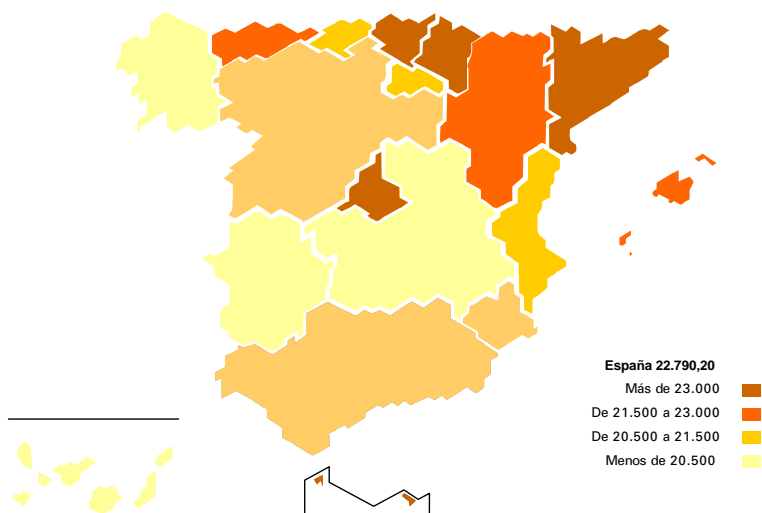 España 22.790,20
Más de 23.000
De 21.500 a 23.000
De 20.500 a 21.500
Menos de 20.500